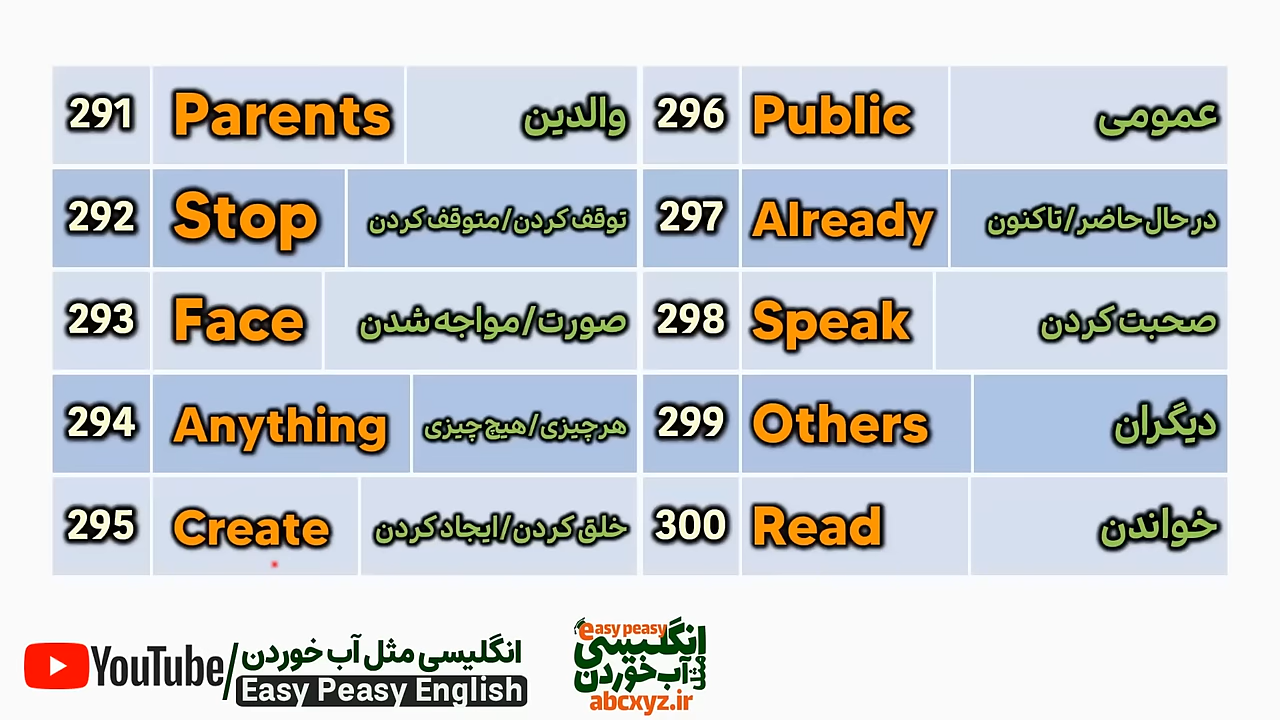 291 Parents والدین
292 Stop توقف کردن/متوقف کردن
293 Face صورت/مواجه شدن
294 Anything هرچیزی/هیچ چیزی
295 Create خلق کردن/ایجاد کردن
296 Public عمومی
297 Already در حال حاضر/تاکنون
298 Speak صحبت کردن
299 Others دیگران
300 Read خواندن
YouTube/انگلیسی مثل آب خوردن
Easy Peasy English
easy peasy
انگلیسی
مثل آب خوردن
abcxyz.ir